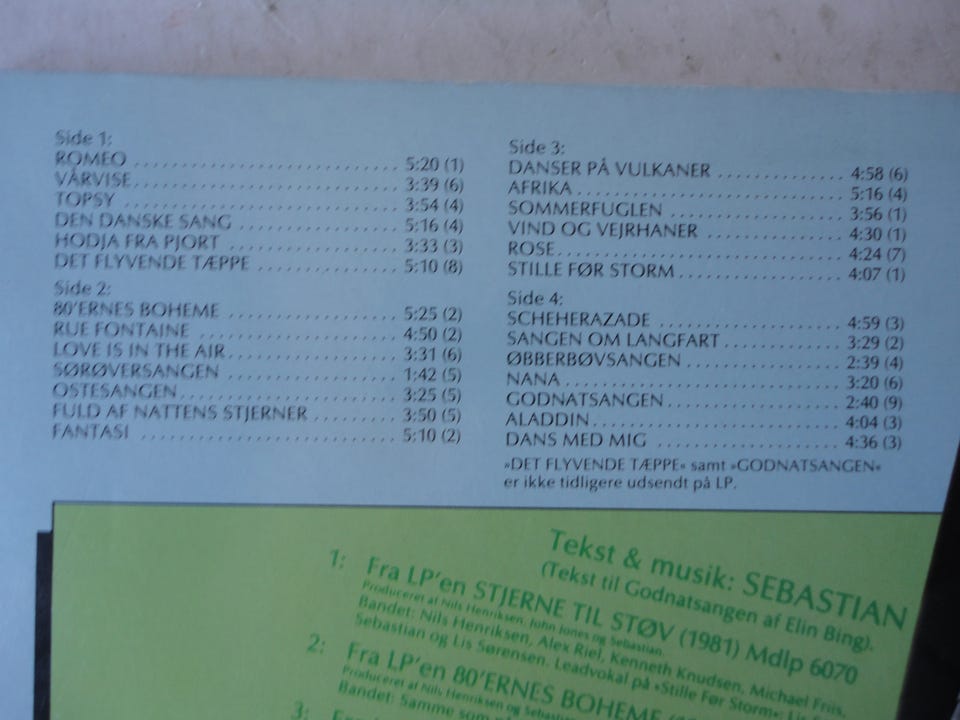 Side 1:
ROMEO 5:20 (1)
VÅRVISE 3:39 (6)
TOPSY 3:54 (4)
DEN DANSKE SANG 5:16 (4)
HODJA FRA PJORT 3:33 (3)
DET FLYVENDE TÆPPE 5:10 (8)
Side 2:
80'ERNES BOHEME 5:25 (2)
RUE FONTAINE 4:50 (2)
LOVE IS IN THE AIR 3:31 (6)
SØRØVERSANGEN 1:42 (5)
OSTESANGEN 3:25 (5)
FULD AF NATTENS STJERNER 3:50 (5)
FANTASI 5:10 (2)
Side 3:
DANSER PÅ VULKANER 4:58 (6)
AFRIKA 5:16 (4)
SOMMERFUGLEN 3:56 (1)
VIND OG VEJRHANER 4:30 (1)
ROSE 4:24 (7)
STILLE FØR STORM 4:07 (1)
Side 4:
SCHEHERAZADE 4:59 (3)
SANGEN OM LANGFART 3:29 (2)
ØBBERBØVSANGEN 2:39 (4)
NANA 3:20 (6)
GODNATSANGEN 2:40 (9)
ALADDIN 4:04 (3)
DANS MED MIG 4:36 (3)
»DET FLYVENDE TÆPPE« samt »GODNATSANGEN«
er ikke tidligere udsendt på LP.
Tekst & musik: SEBASTIAN
(Tekst til Godnatsangen af Elin Bing).
1: Fra LP'en STJERNE TIL STØV (1981) Mdlp 6070
Produceret af Nils Henriksen, John Jones og Sebastian.
Bandet: Nils Henriksen, Alex Riel, Kenneth Knudsen, Michael Friis,
Sebastian og Lis Sørensen. Leadvokal på »Stille Før Storm«: Lis
2: Fra LP'en 80'ERNES BOHEME
Produceret af Nils Henriksen og
Bandet: Samme som
3: